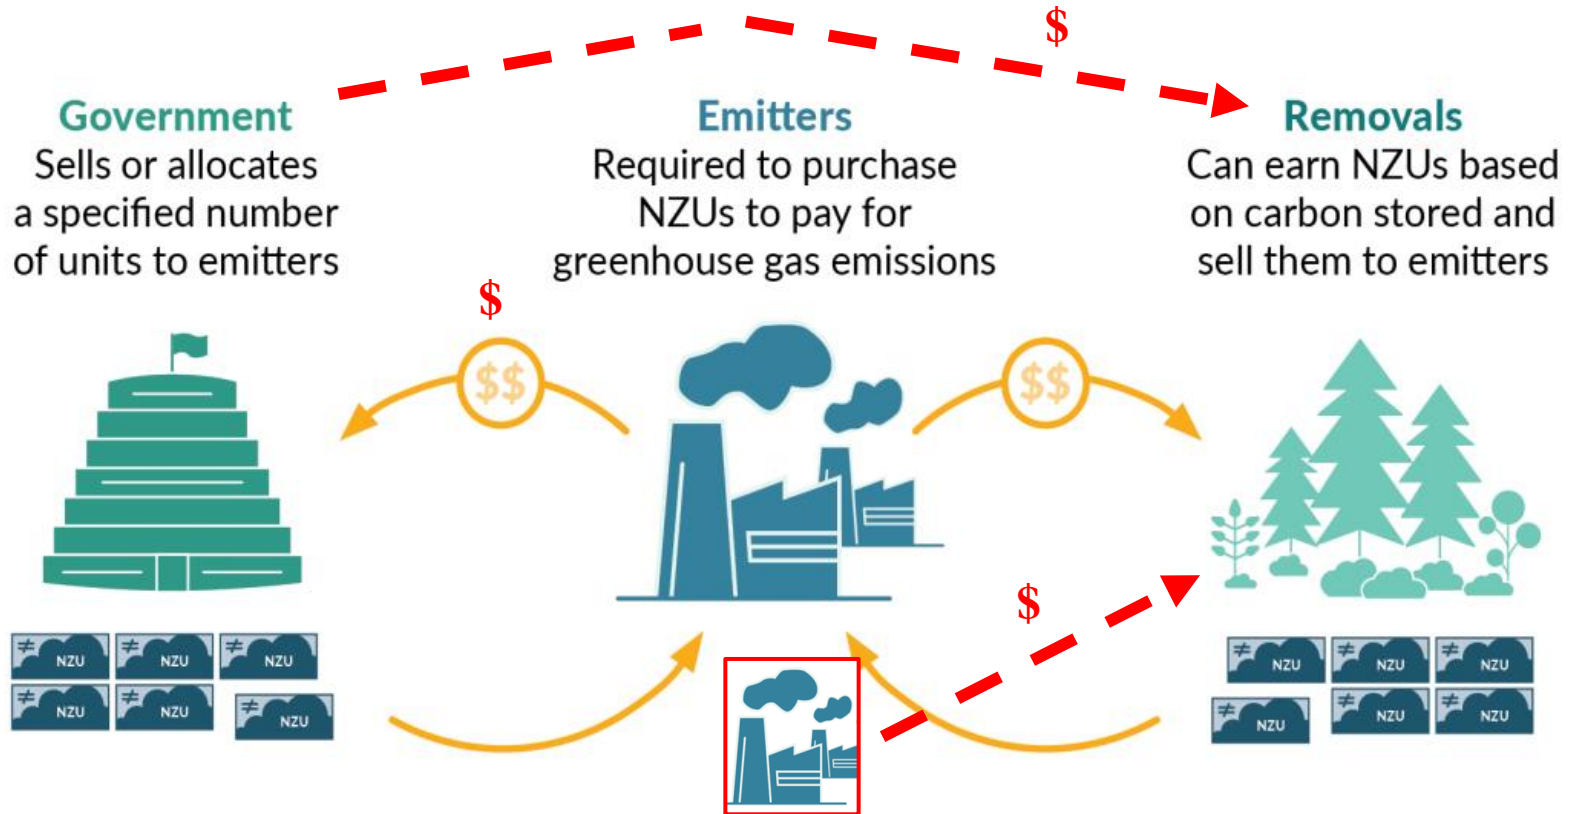 $
Government
Sells or allocates
a specified number
of units to emitters
Emitters
Required to purchase
NZUs to pay for
greenhouse gas emissions
Removals
Can earn NZUs based
on carbon stored and
sell them to emitters
$
$$
$$
$
≠ NZU
≠ NZU
≠ NZU
≠ NZU
≠ NZU
≠ NZU
≠ NZU
≠ NZU
≠ NZU
≠ NZU
≠ NZU
≠ NZU